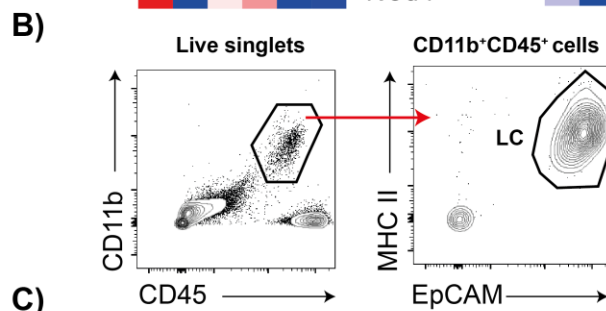 B)
Live singlets
CD11b⁺CD45⁺ cells
CD11b
CD45
LC
MHC II
EpCAM
C)